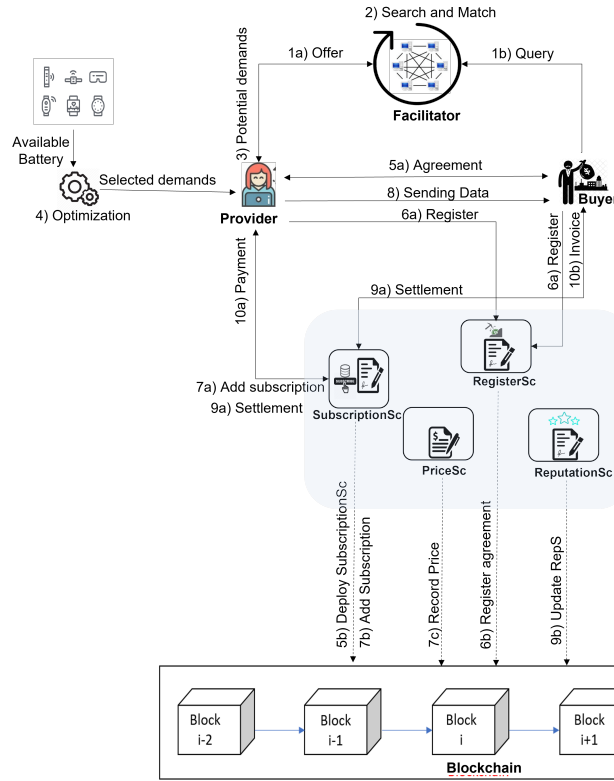 2) Search and Match
1a) Offer
1b) Query
Facilitator
3) Potential demands
Available
Battery
Selected demands
4) Optimization
5a) Agreement
8) Sending Data
Provider
Buyer
6a) Register
6a) Register
10b) Invoice
10a) Payment
9a) Settlement
7a) Add subscription
9a) Settlement
SubscriptionSc
RegisterSc
PriceSc
ReputationSc
5b) Deploy SubscriptionSc
7b) Add Subscription
7c) Record Price
6b) Register agreement
9b) Update RepS
Block
i-2
Block
i-1
Block
i
Block
i+1
Blockchain